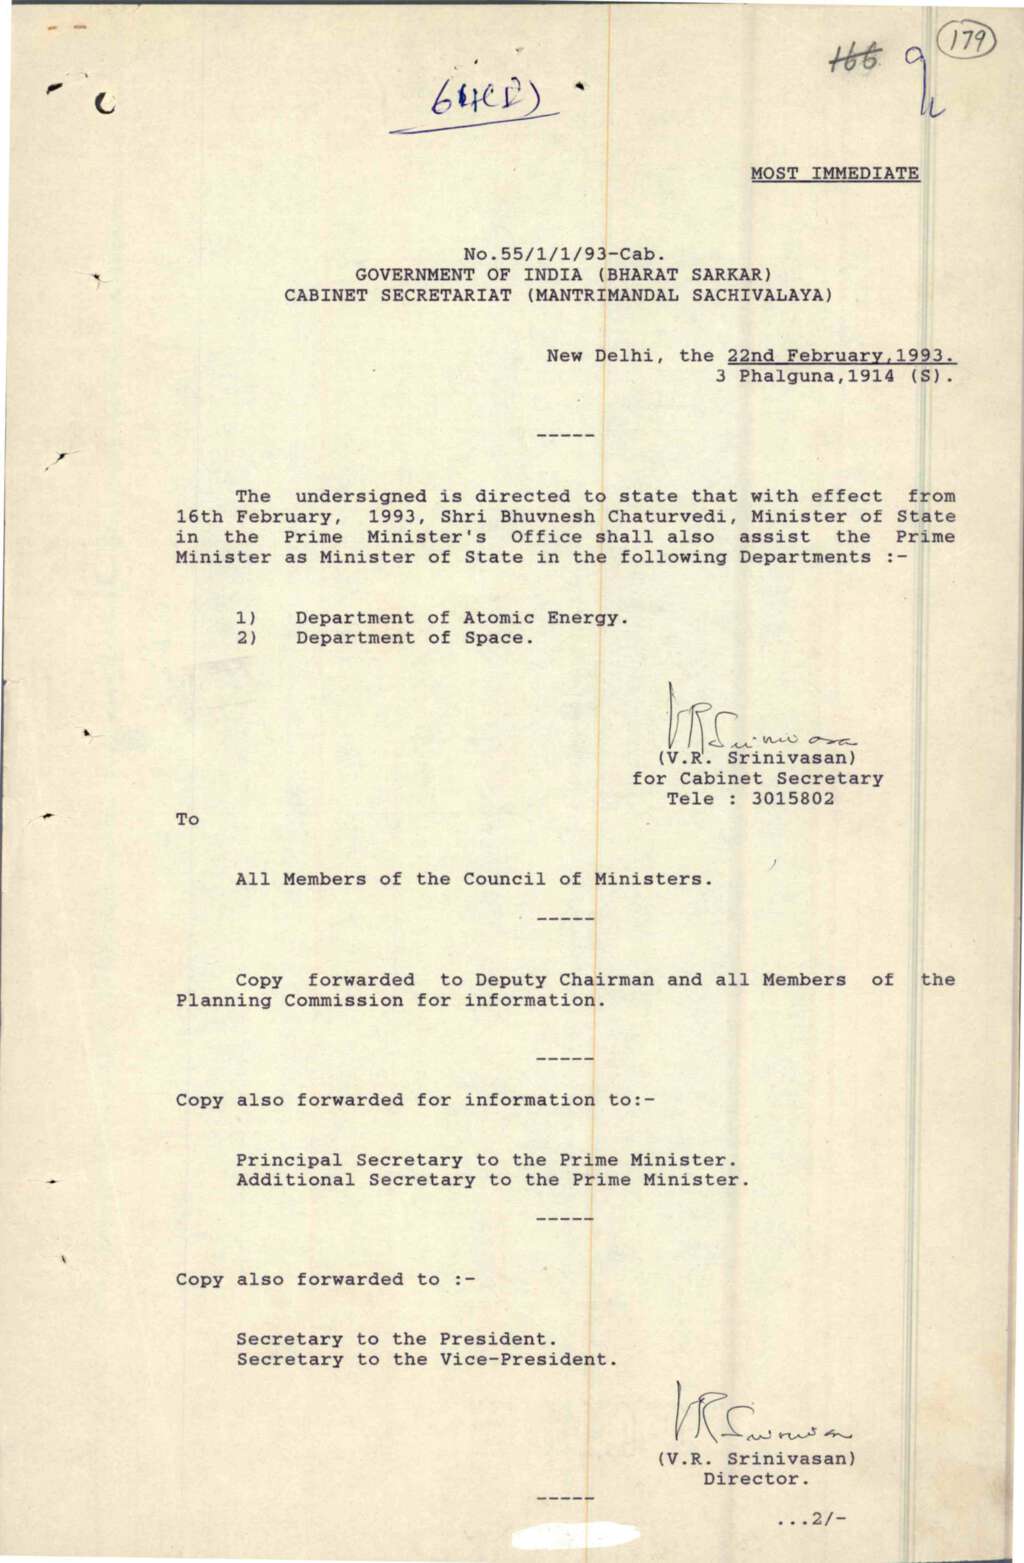 166
179
64(R)
MOST IMMEDIATE
No.55/1/1/93-Cab.
GOVERNMENT OF INDIA (BHARAT SARKAR)
CABINET SECRETARIAT (MANTRIMANDAL SACHIVALAYA)
New Delhi, the 22nd February,1993.
3 Phalguna,1914 (S).
-----
The undersigned is directed to state that with effect from
16th February, 1993, Shri Bhuvnesh Chaturvedi, Minister of State
in the Prime Minister's Office shall also assist the Prime
Minister as Minister of State in the following Departments :-
1) Department of Atomic Energy.
2) Department of Space.
VR Srinivasa
(V.R. Srinivasan)
for Cabinet Secretary
Tele : 3015802
To
All Members of the Council of Ministers.
-----
Copy forwarded to Deputy Chairman and all Members of the
Planning Commission for information.
-----
Copy also forwarded for information to:-
Principal Secretary to the Prime Minister.
Additional Secretary to the Prime Minister.
-----
Copy also forwarded to :-
Secretary to the President.
Secretary to the Vice-President.
VR Srinivasan
(V.R. Srinivasan)
Director.
-----
...2/-